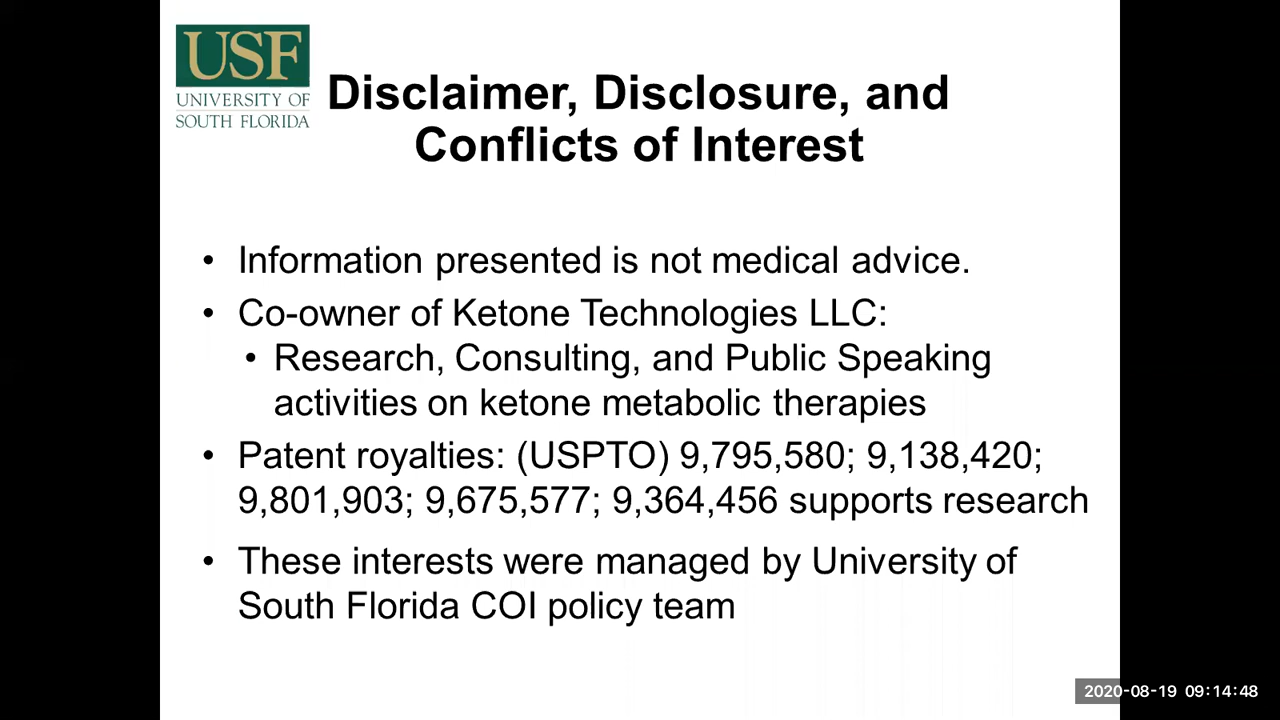 USF
UNIVERSITY OF
SOUTH FLORIDA
Disclaimer, Disclosure, and
Conflicts of Interest
• Information presented is not medical advice.
• Co-owner of Ketone Technologies LLC:
• Research, Consulting, and Public Speaking
activities on ketone metabolic therapies
• Patent royalties: (USPTO) 9,795,580; 9,138,420;
9,801,903; 9,675,577; 9,364,456 supports research
• These interests were managed by University of
South Florida COI policy team
2020-08-19 09:14:48